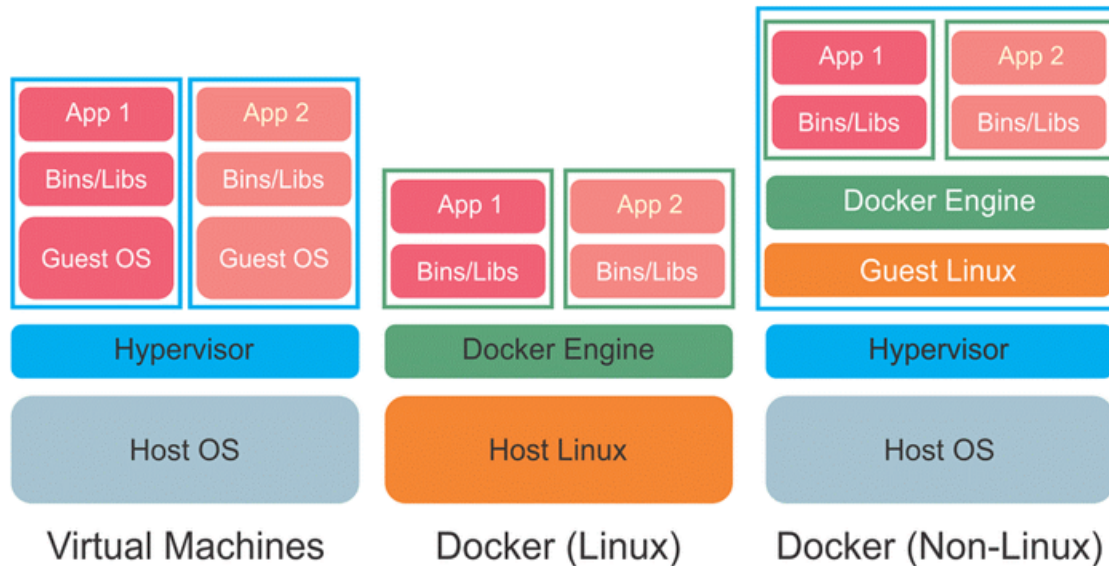 App 1
App 2
Bins/Libs
Bins/Libs
Guest OS
Guest OS
Hypervisor
Host OS
Virtual Machines
App 1
App 2
Bins/Libs
Bins/Libs
Docker Engine
Host Linux
Docker (Linux)
App 1
App 2
Bins/Libs
Bins/Libs
Docker Engine
Guest Linux
Hypervisor
Host OS
Docker (Non-Linux)